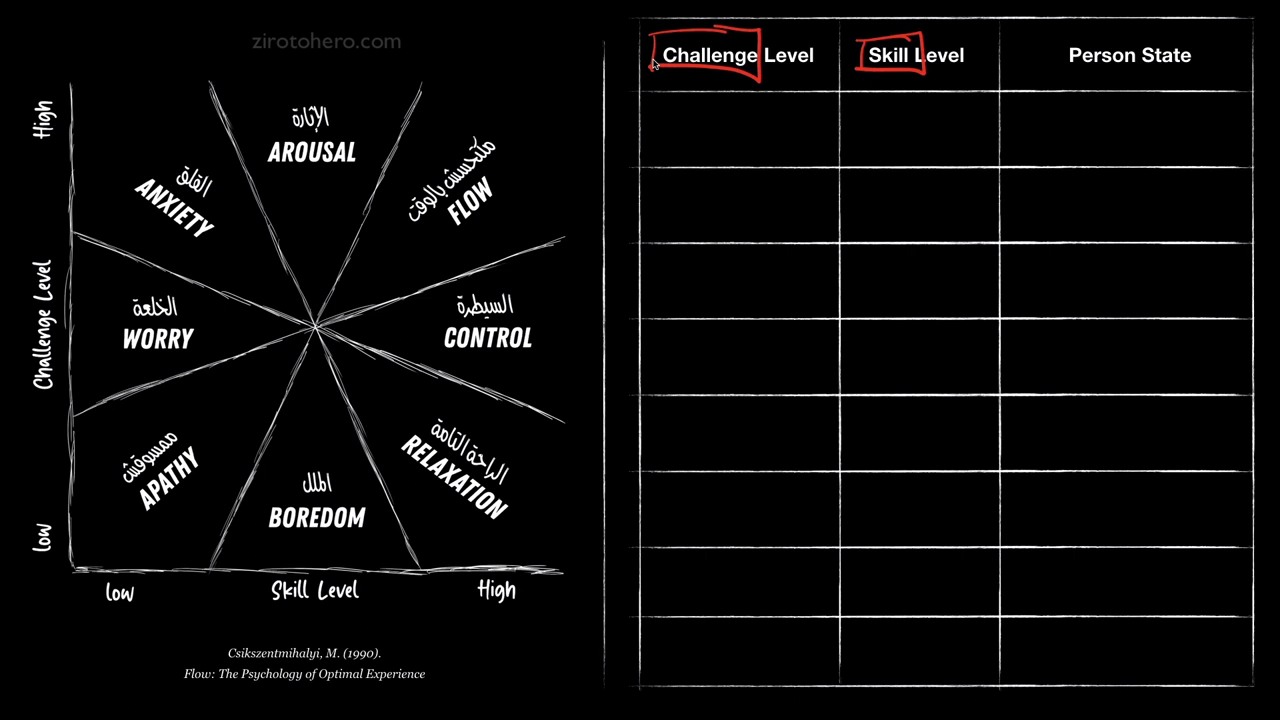 zirotohero.com
High
Challenge Level
low
الإثارة
AROUSAL
القلق
ANXIETY
مكتحسش بالوقت
FLOW
الخلعة
WORRY
السيطرة
CONTROL
ممسوقش
APATHY
الملل
BOREDOM
الراحة التامة
RELAXATION
low
Skill Level
High
Csikszentmihalyi, M. (1990).
Flow: The Psychology of Optimal Experience
Challenge Level
Skill Level
Person State